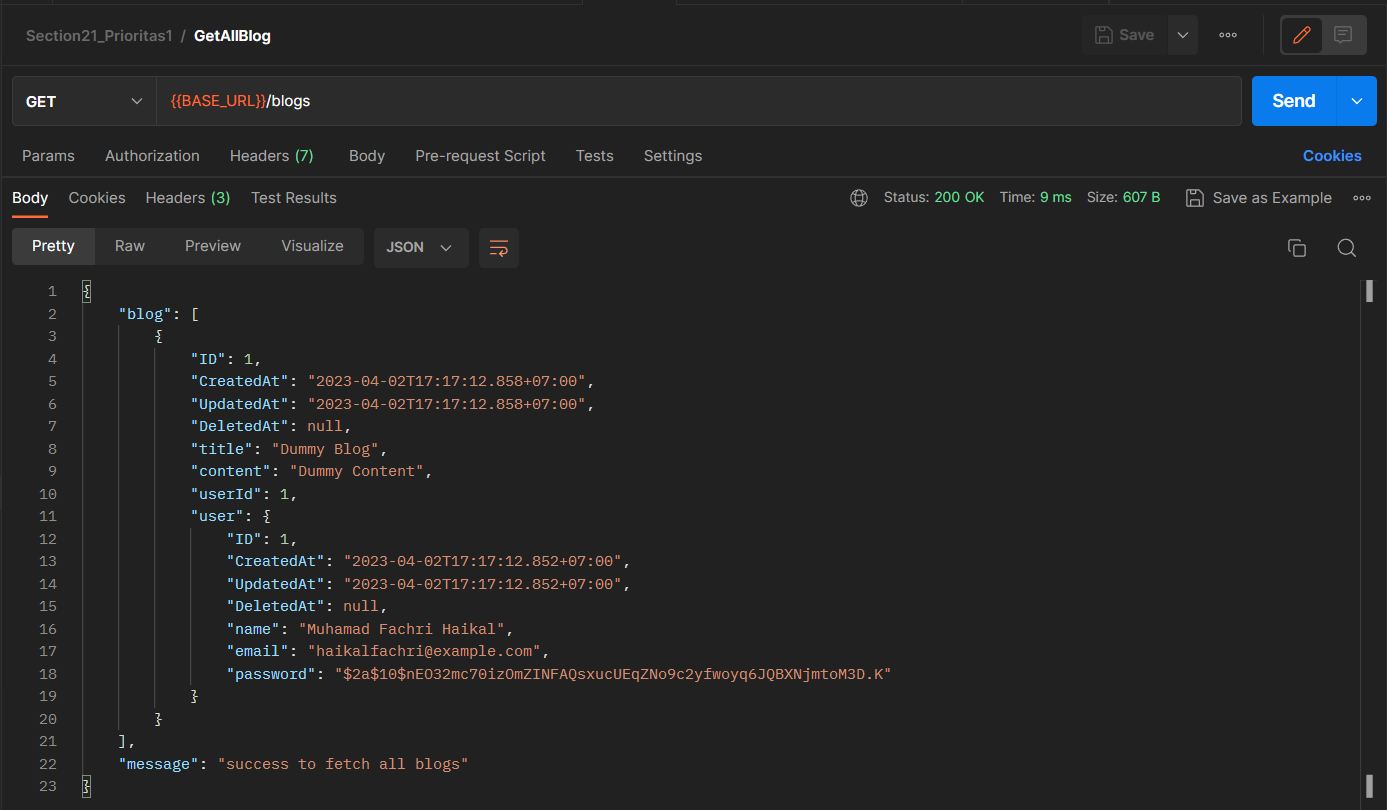 Section21_Prioritas1 / GetAllBlog Save
GET {{BASE_URL}}/blogs Send
Params Authorization Headers (7) Body Pre-request Script Tests Settings Cookies
Body Cookies Headers (3) Test Results Status: 200 OK Time: 9 ms Size: 607 B Save as Example
Pretty Raw Preview Visualize JSON
1 {
2 "blog": [
3 {
4 "ID": 1,
5 "CreatedAt": "2023-04-02T17:17:12.858+07:00",
6 "UpdatedAt": "2023-04-02T17:17:12.858+07:00",
7 "DeletedAt": null,
8 "title": "Dummy Blog",
9 "content": "Dummy Content",
10 "userId": 1,
11 "user": {
12 "ID": 1,
13 "CreatedAt": "2023-04-02T17:17:12.852+07:00",
14 "UpdatedAt": "2023-04-02T17:17:12.852+07:00",
15 "DeletedAt": null,
16 "name": "Muhamad Fachri Haikal",
17 "email": "haikalfachri@example.com",
18 "password": "$2a$10$nEO32mc70izOmZINFAQsxucUEqZNo9c2yfwoyq6JQBXNjmtoM3D.K"
19 }
20 }
21 ],
22 "message": "success to fetch all blogs"
23 }